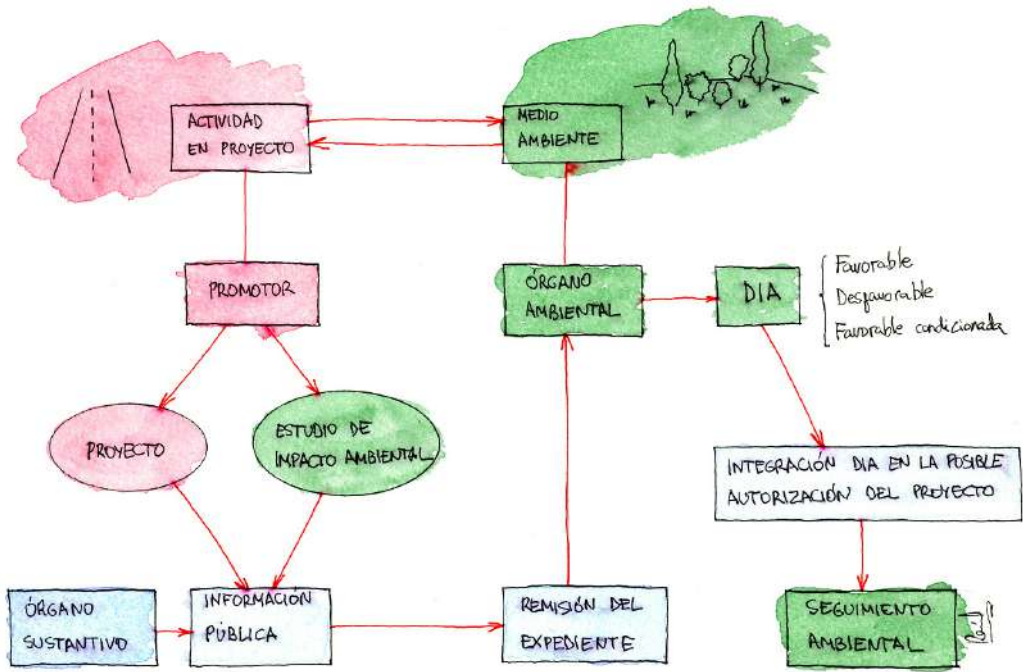 ACTIVIDAD
EN PROYECTO
MEDIO
AMBIENTE
PROMOTOR
ÓRGANO
AMBIENTAL
DIA
Favorable
Desfavorable
Favorable condicionada
PROYECTO
ESTUDIO DE
IMPACTO AMBIENTAL
INTEGRACIÓN DIA EN LA POSIBLE
AUTORIZACIÓN DEL PROYECTO
ÓRGANO
SUSTANTIVO
INFORMACIÓN
PÚBLICA
REMISIÓN DEL
EXPEDIENTE
SEGUIMIENTO
AMBIENTAL